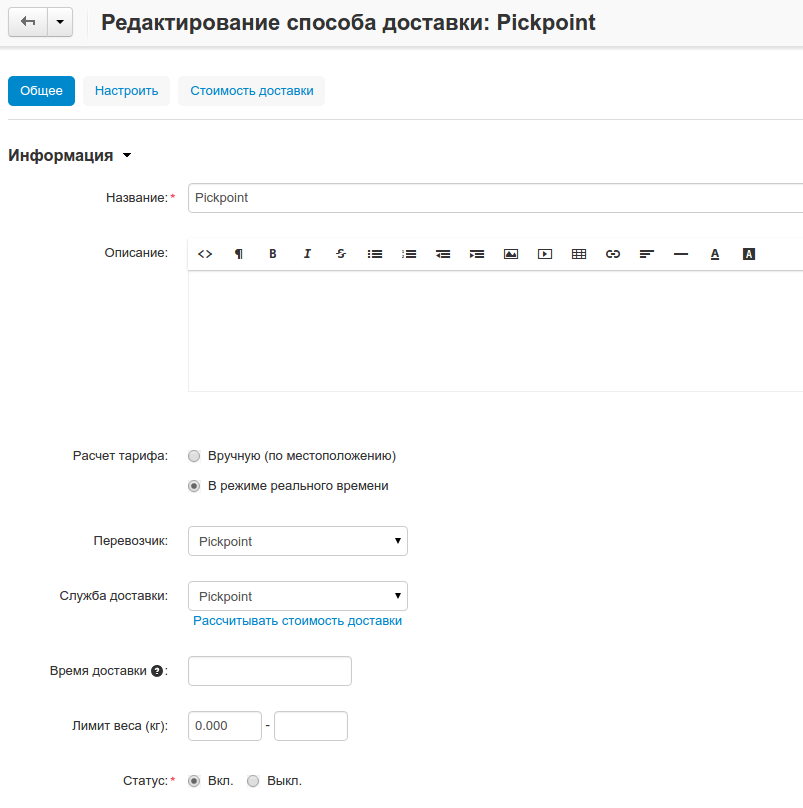 Редактирование способа доставки: Pickpoint
Общее Настроить Стоимость доставки
Информация
Название:* Pickpoint
Описание: <> ¶ B I S A A
Расчет тарифа: Вручную (по местоположению)
В режиме реального времени
Перевозчик: Pickpoint
Служба доставки: Pickpoint
Рассчитывать стоимость доставки
Время доставки ?:
Лимит веса (кг): 0.000 -
Статус:* Вкл. Выкл.